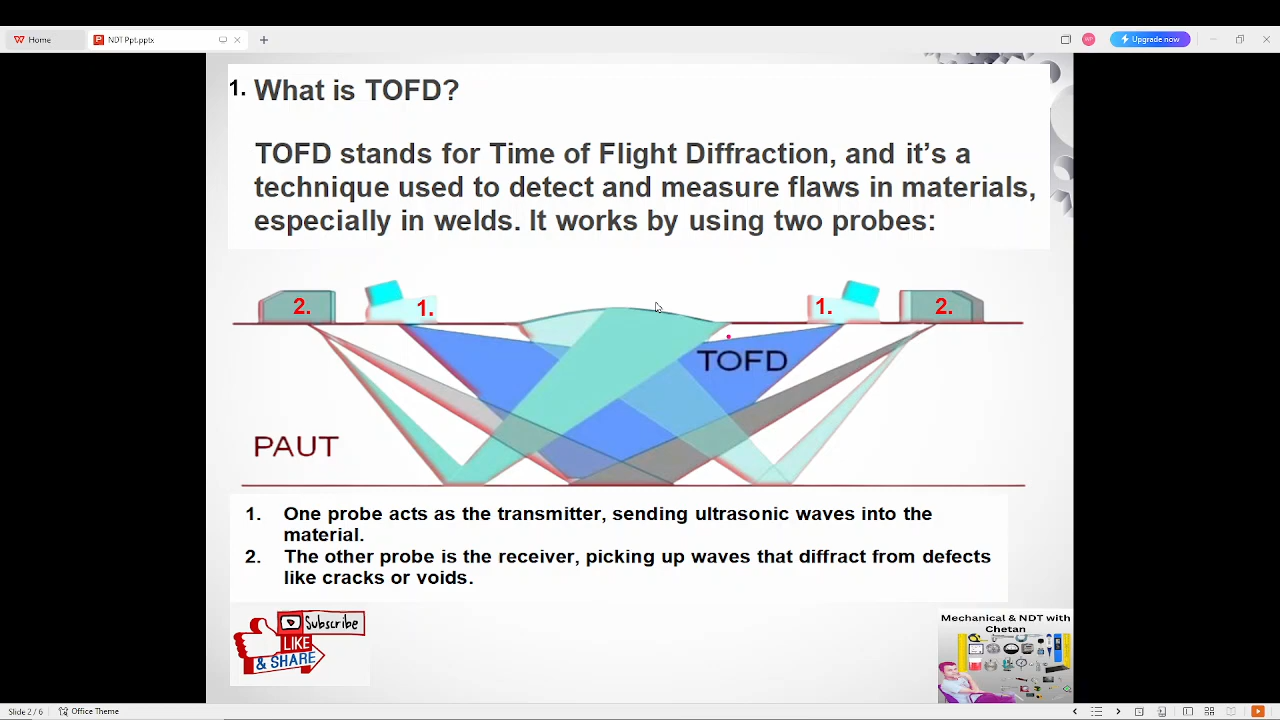 Home
NDT Ppt.pptx
Upgrade now
1. What is TOFD?
TOFD stands for Time of Flight Diffraction, and it's a
technique used to detect and measure flaws in materials,
especially in welds. It works by using two probes:
2. 1. 1. 2.
TOFD
PAUT
1. One probe acts as the transmitter, sending ultrasonic waves into the
material.
2. The other probe is the receiver, picking up waves that diffract from defects
like cracks or voids.
Subscribe
LIKE
& SHARE
Mechanical & NDT with
Chetan
Slide 2 / 6
Office Theme